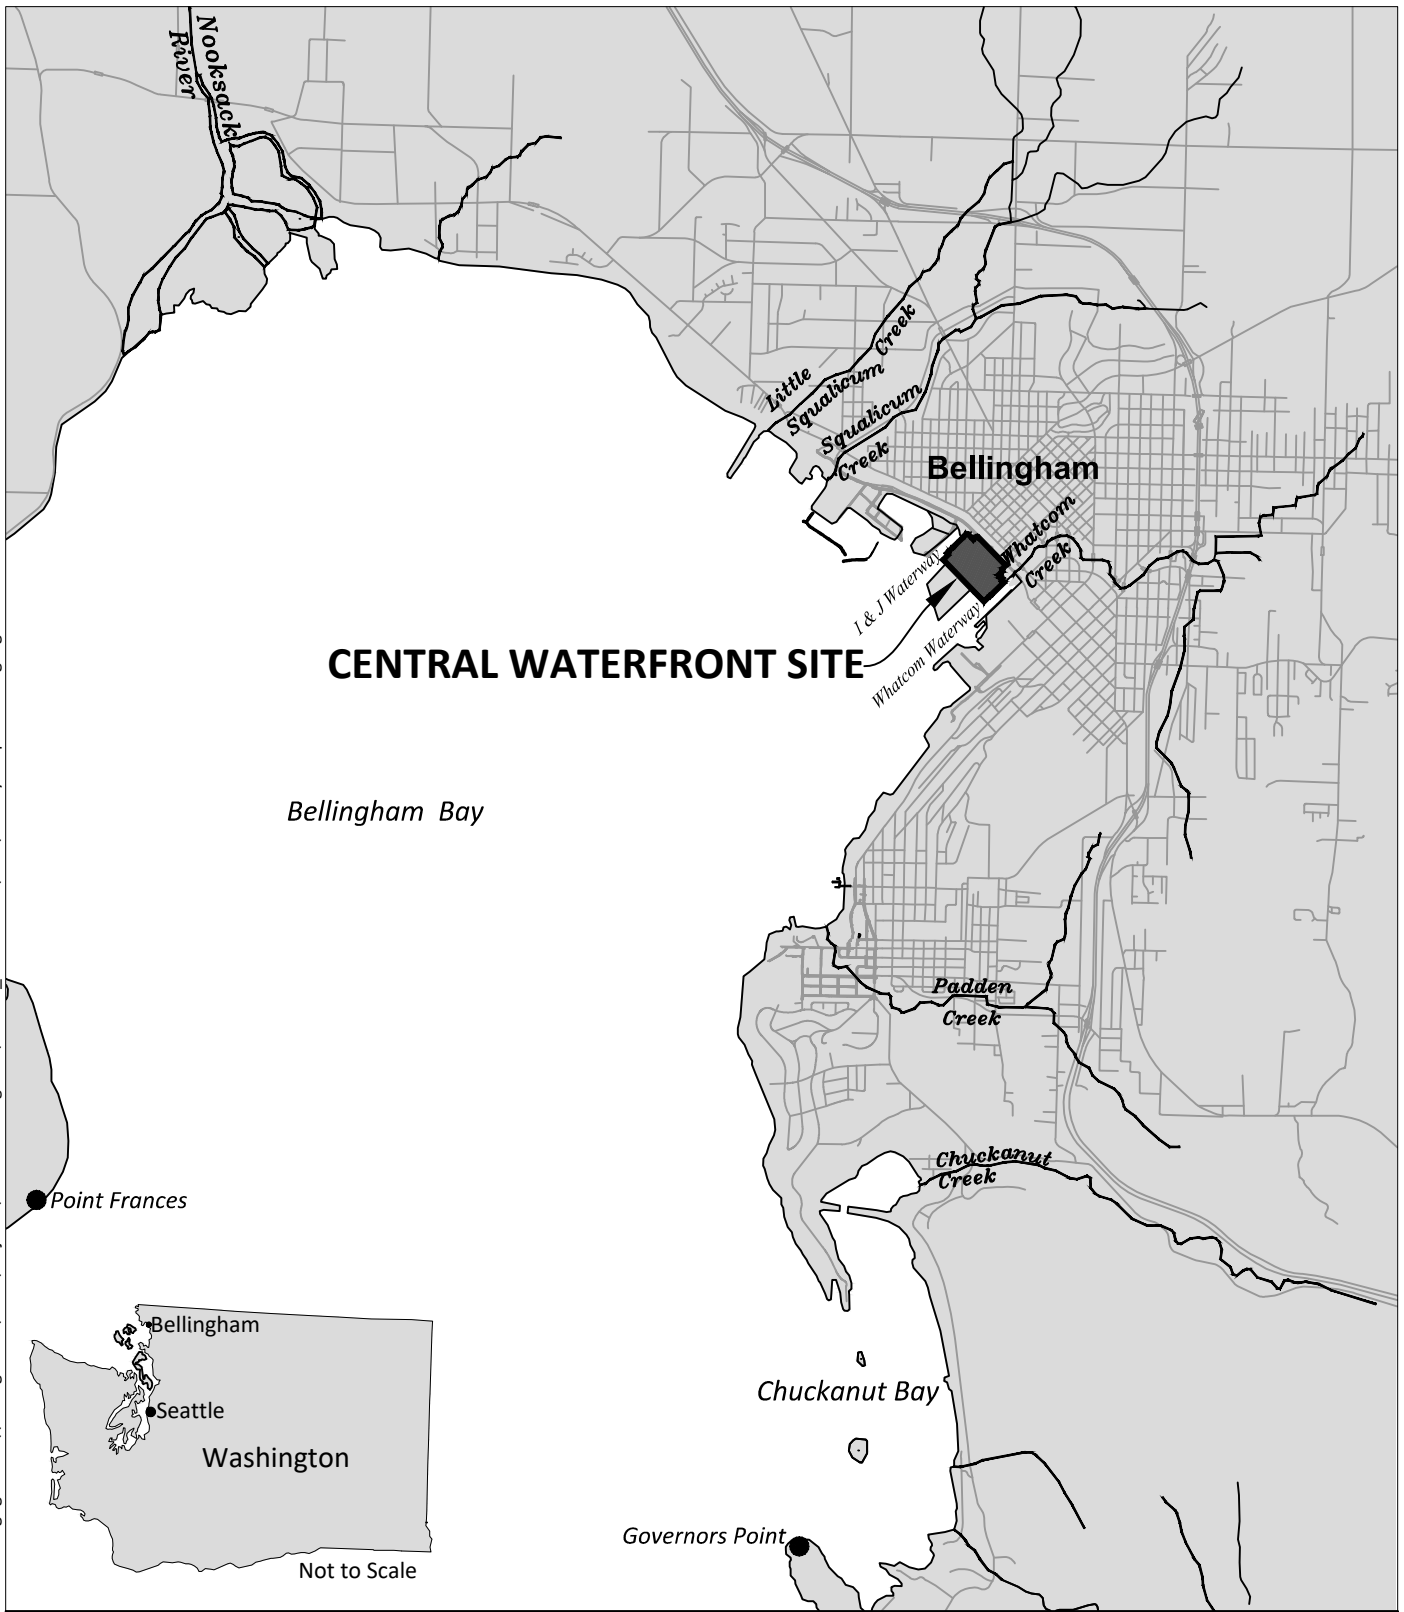 Nooksack
River
Little
Squalicum
Creek
Squalicum
Creek
Bellingham
Whatcom
Creek
I & J Waterway
Whatcom Waterway
CENTRAL WATERFRONT SITE
Bellingham Bay
Padden
Creek
Chuckanut
Creek
Point Frances
Bellingham
Seattle
Washington
Not to Scale
Chuckanut Bay
Governors Point